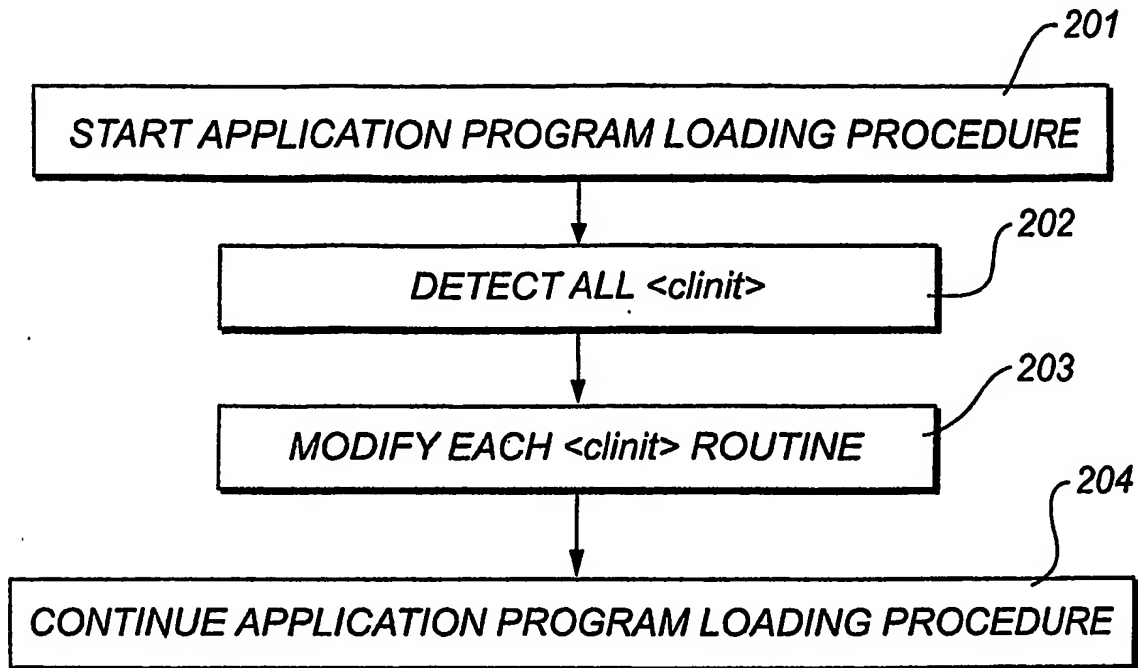 201
START APPLICATION PROGRAM LOADING PROCEDURE
202
DETECT ALL <clinit>
203
MODIFY EACH <clinit> ROUTINE
204
CONTINUE APPLICATION PROGRAM LOADING PROCEDURE